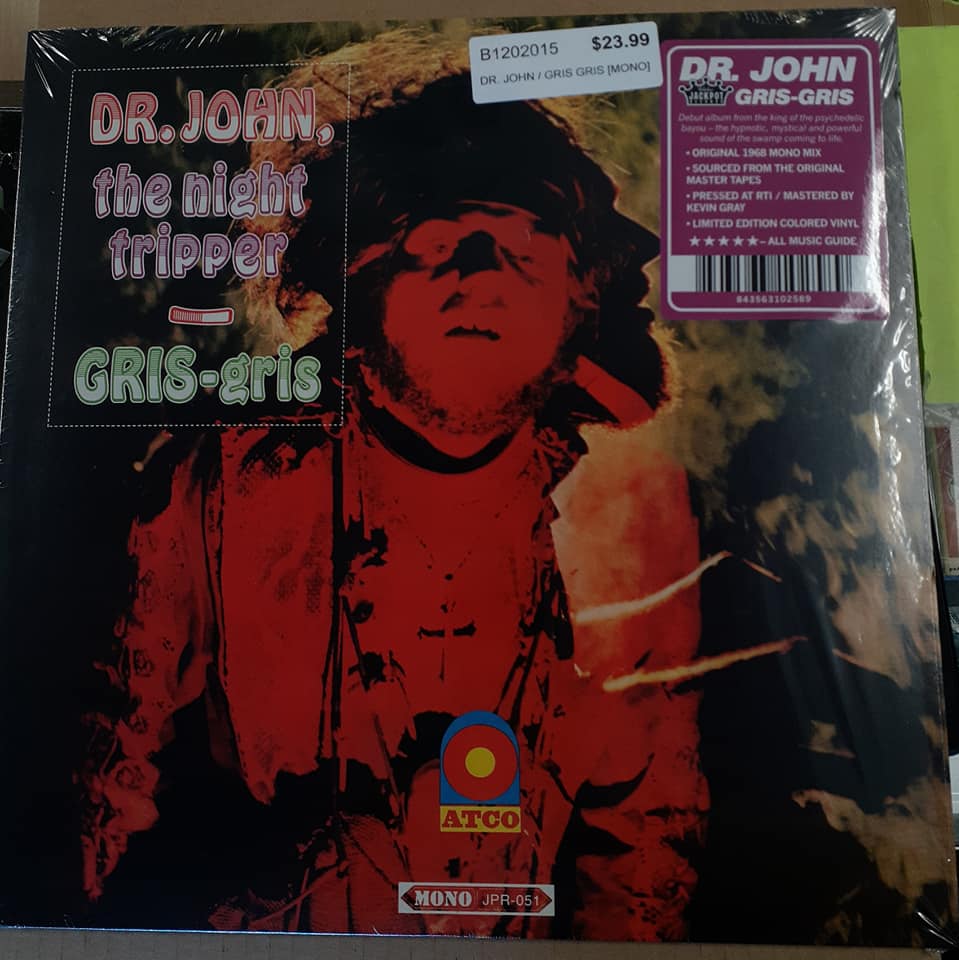 DR. JOHN,
the night
tripper
GRIS-gris
B1202015 $23.99
DR. JOHN / GRIS GRIS [MONO]
DR. JOHN
JACKPOT
GRIS-GRIS
Debut album from the king of the psychedelic
bayou – the hypnotic, mystical and powerful
sound of the swamp coming to life.
• ORIGINAL 1968 MONO MIX
• SOURCED FROM THE ORIGINAL
MASTER TAPES
• PRESSED AT RTI / MASTERED BY
KEVIN GRAY
• LIMITED EDITION COLORED VINYL
★★★★★ – ALL MUSIC GUIDE
843563102589
ATCO
MONO JPR-051